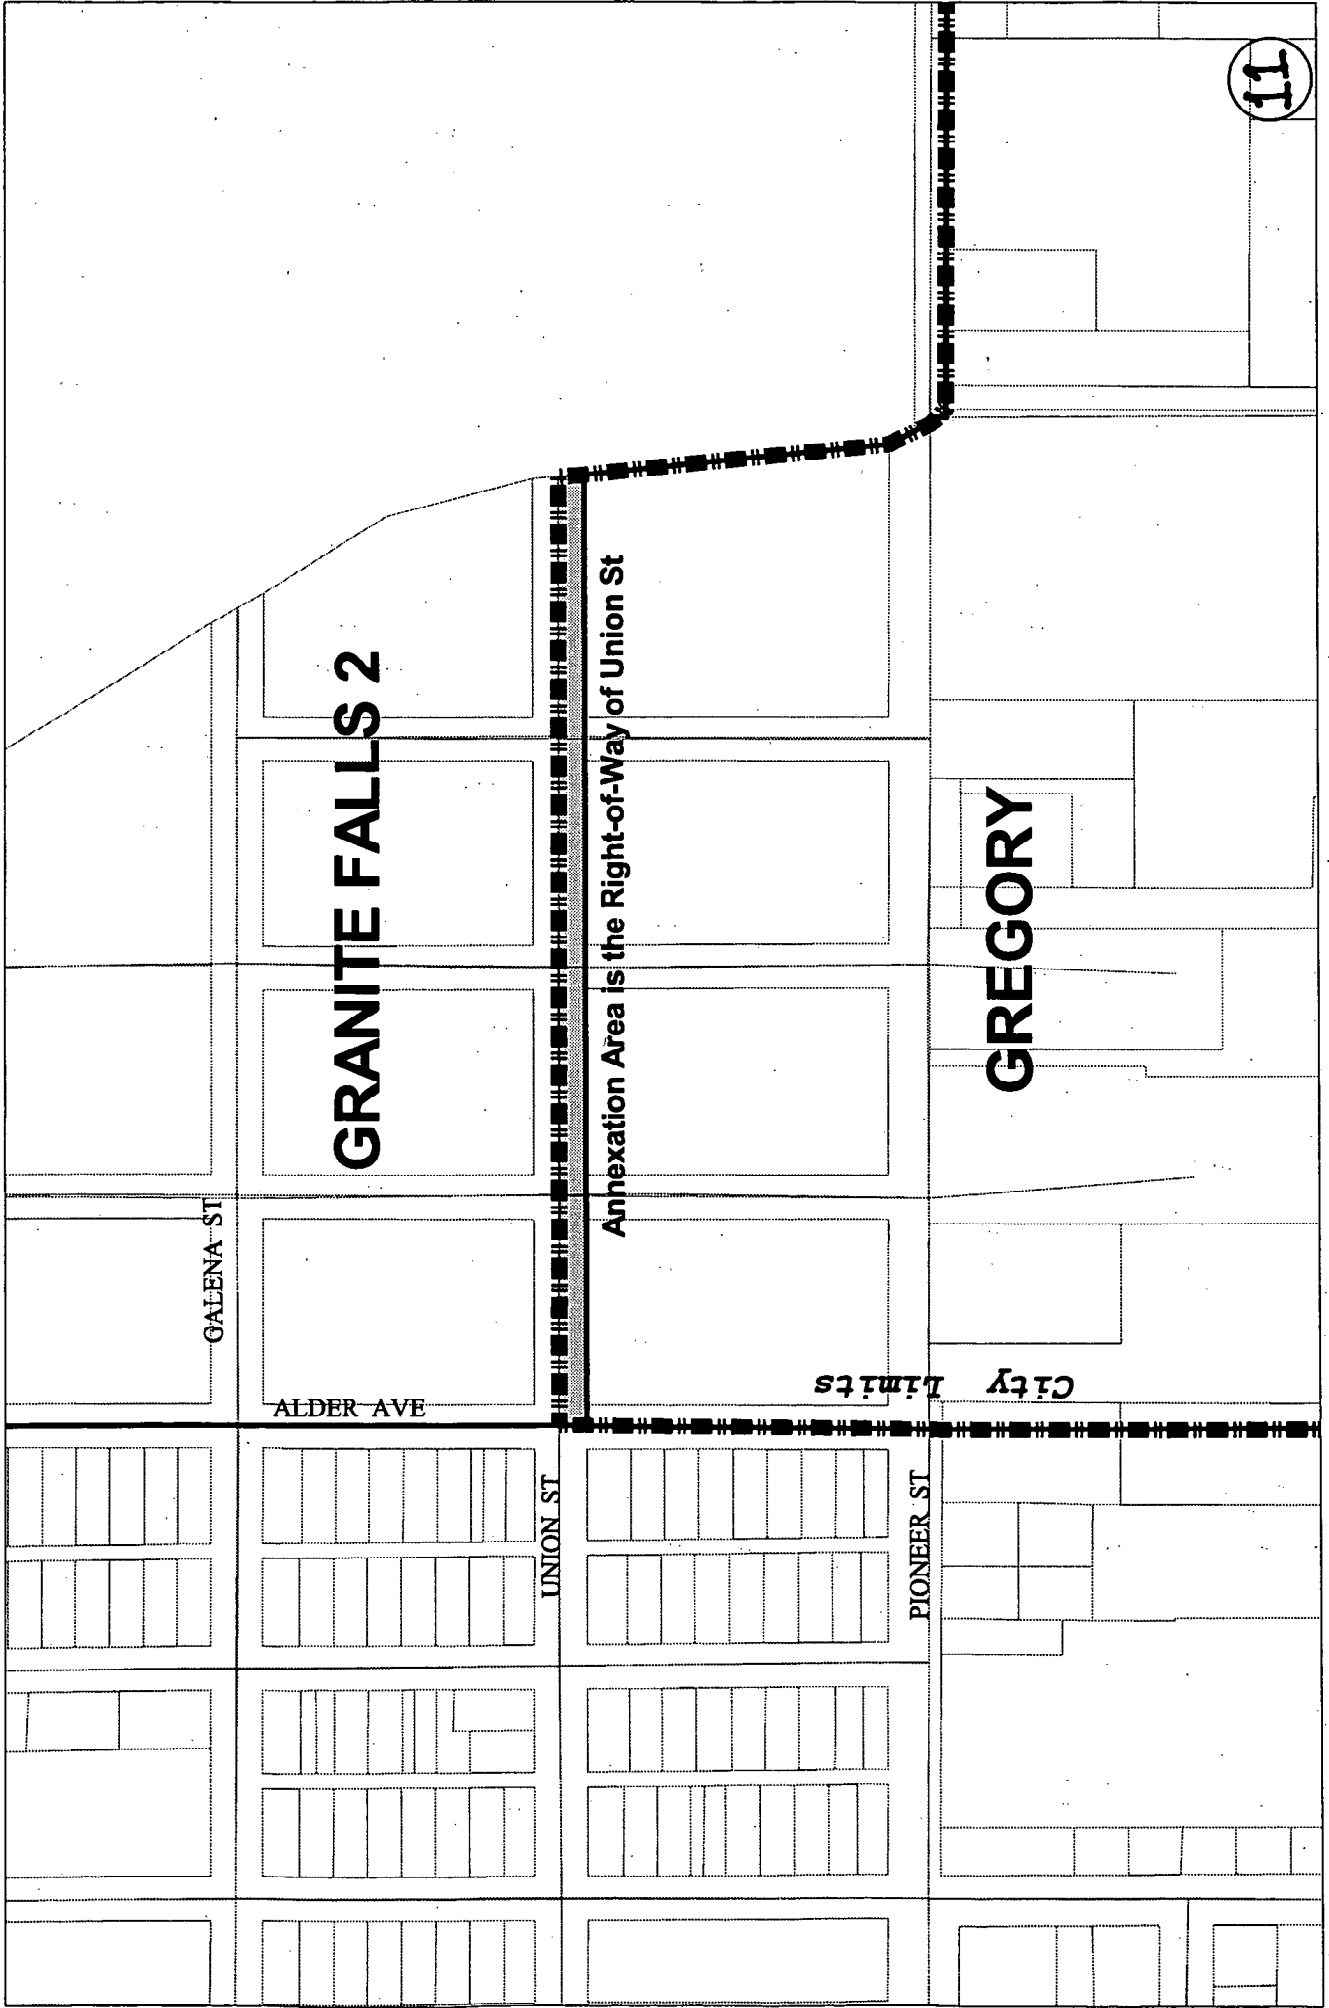 11
GRANITE FALLS 2
Annexation Area is the Right-of-Way of Union St
GREGORY
GALENA ST
ALDER AVE
City Limits
UNION ST
PIONEER ST